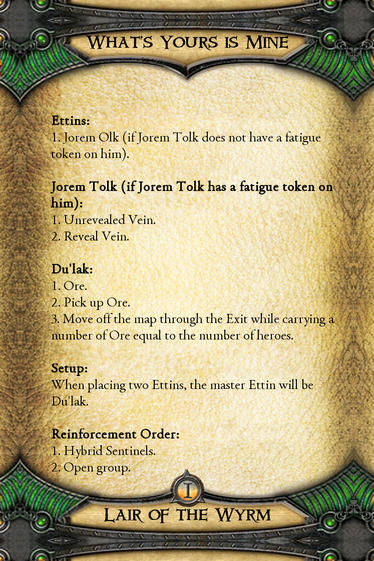 What's Yours is Mine
Ettins:
1. Jorem Olk (if Jorem Tolk does not have a fatigue
token on him).
Jorem Tolk (if Jorem Tolk has a fatigue token on
him):
1. Unrevealed Vein.
2. Reveal Vein.
Du'lak:
1. Ore.
2. Pick up Ore.
3. Move off the map through the Exit while carrying a
number of Ore equal to the number of heroes.
Setup:
When placing two Ettins, the master Ettin will be
Du'lak.
Reinforcement Order:
1. Hybrid Sentinels.
2. Open group.
I
Lair of the Wyrm